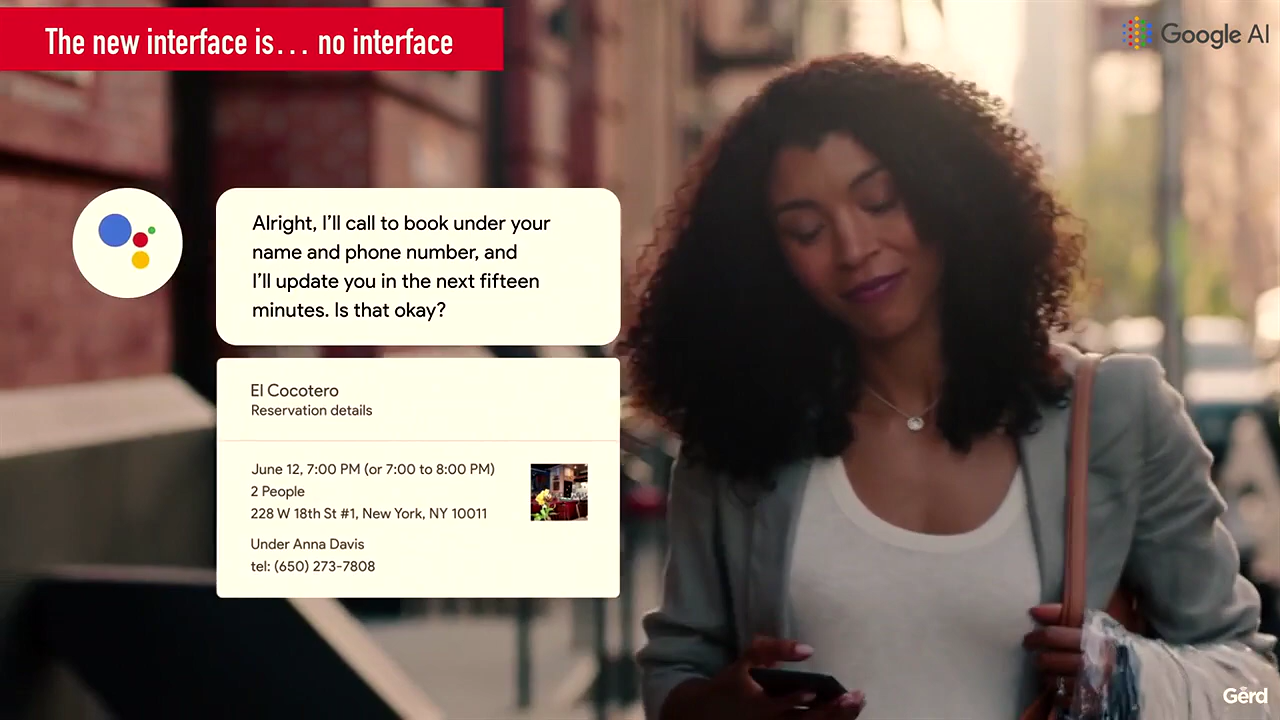 The new interface is... no interface
Google AI
Alright, I'll call to book under your
name and phone number, and
I'll update you in the next fifteen
minutes. Is that okay?
El Cocotero
Reservation details
June 12, 7:00 PM (or 7:00 to 8:00 PM)
2 People
228 W 18th St #1, New York, NY 10011
Under Anna Davis
tel: (650) 273-7808
Gerd